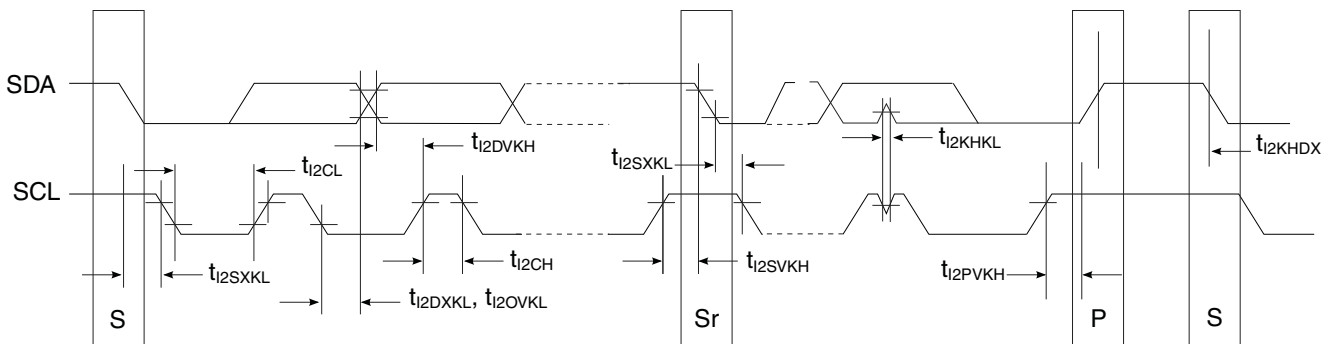 SDA
tI2DVKH
tI2KHKL
tI2SXKL
tI2KHDX
tI2CL
SCL
tI2SXKL
tI2CH
tI2DXKL, tI2OVKL
tI2SVKH
tI2PVKH
S
Sr
P
S